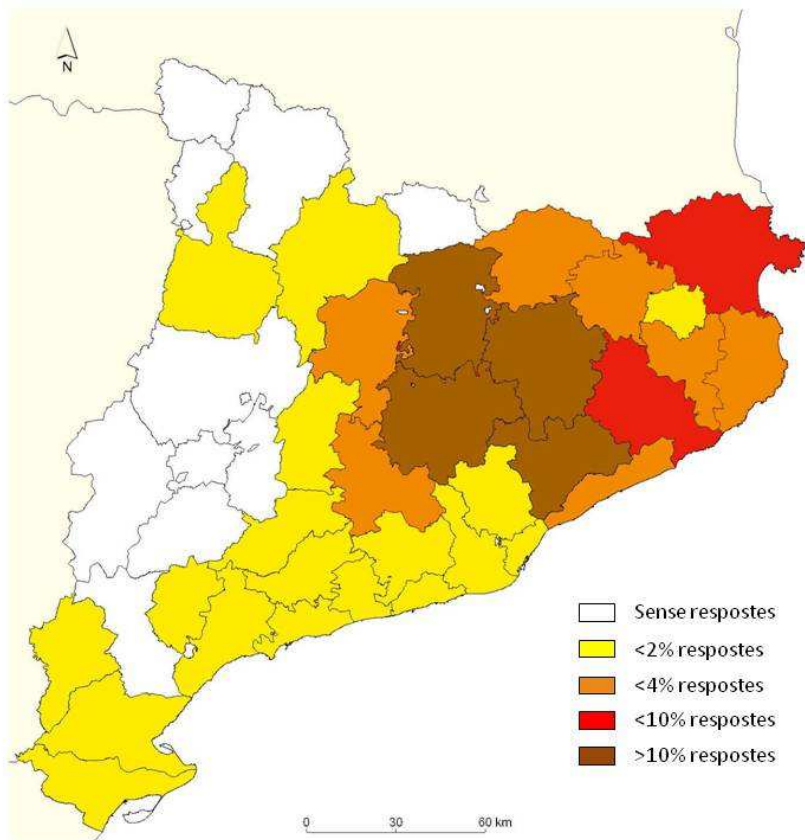 N
Sense respostes
<2% respostes
<4% respostes
<10% respostes
>10% respostes
0 30 60 km